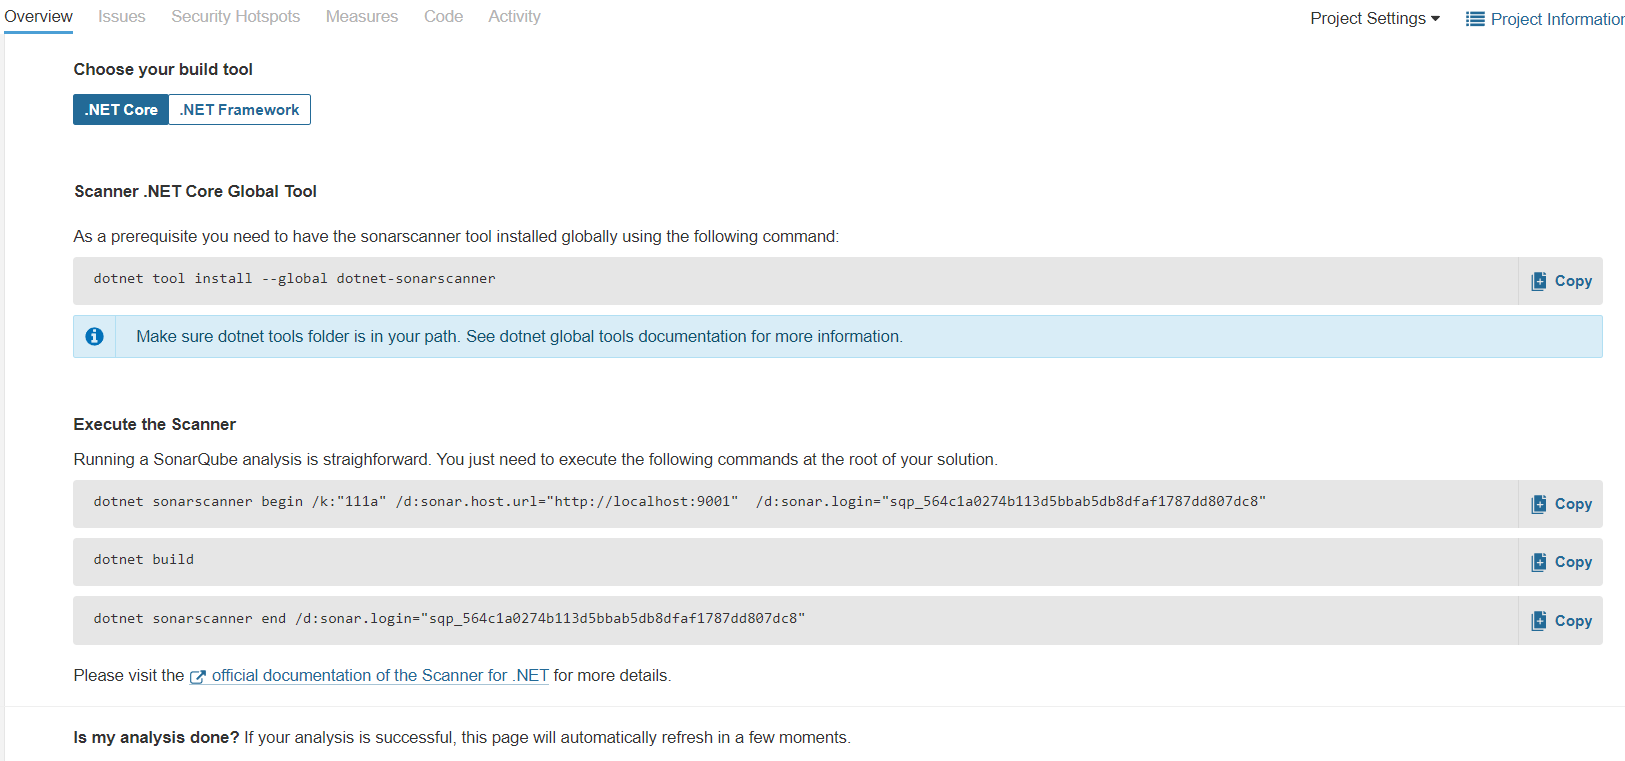 Overview Issues Security Hotspots Measures Code Activity Project Settings Project Information
Choose your build tool
.NET Core .NET Framework
Scanner .NET Core Global Tool
As a prerequisite you need to have the sonarscanner tool installed globally using the following command:
dotnet tool install --global dotnet-sonarscanner Copy
Make sure dotnet tools folder is in your path. See dotnet global tools documentation for more information.
Execute the Scanner
Running a SonarQube analysis is straighforward. You just need to execute the following commands at the root of your solution.
dotnet sonarscanner begin /k:"111a" /d:sonar.host.url="http://localhost:9001"  /d:sonar.login="sqp_564c1a0274b113d5bbab5db8dfaf1787dd807dc8" Copy
dotnet build Copy
dotnet sonarscanner end /d:sonar.login="sqp_564c1a0274b113d5bbab5db8dfaf1787dd807dc8" Copy
Please visit the official documentation of the Scanner for .NET for more details.
Is my analysis done? If your analysis is successful, this page will automatically refresh in a few moments.